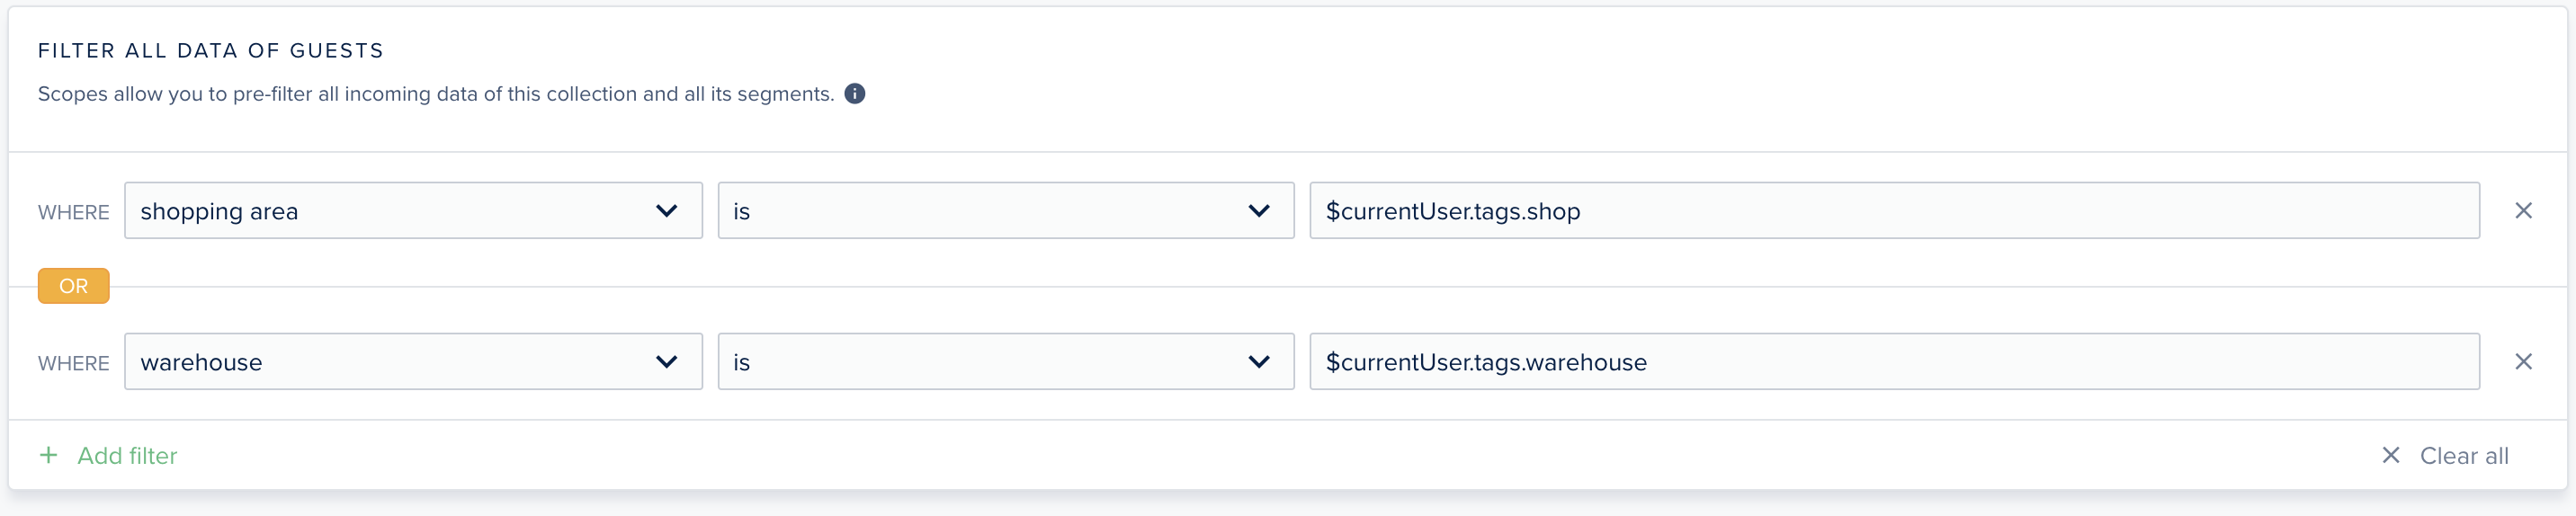 FILTER ALL DATA OF GUESTS
Scopes allow you to pre-filter all incoming data of this collection and all its segments.
WHERE shopping area is $currentUser.tags.shop
OR
WHERE warehouse is $currentUser.tags.warehouse
+ Add filter Clear all